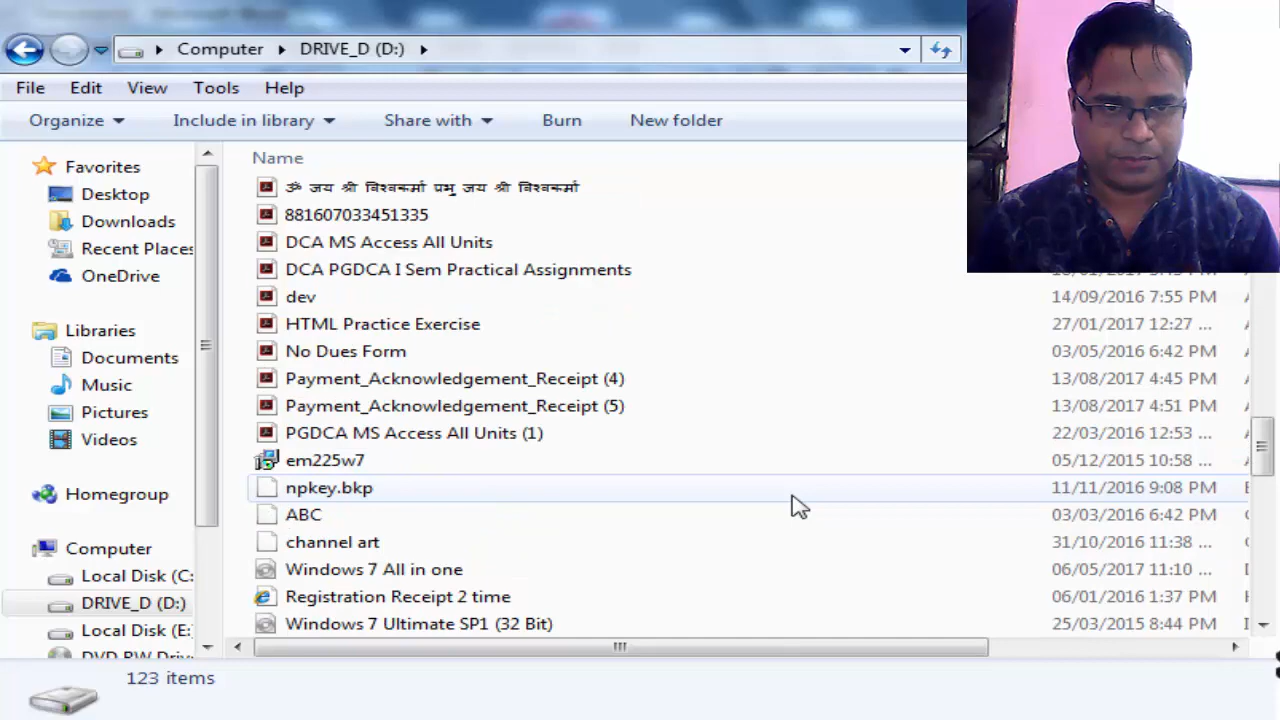 Computer DRIVE_D (D:)
File Edit View Tools Help
Organize Include in library Share with Burn New folder
Favorites
Desktop
Downloads
Recent Places
OneDrive
Libraries
Documents
Music
Pictures
Videos
Homegroup
Computer
Local Disk (C:
DRIVE_D (D:)
Local Disk (E:
Name
ॐ जय श्री विश्वकर्मा प्रभु जय श्री विश्वकर्मा
881607033451335
DCA MS Access All Units
DCA PGDCA I Sem Practical Assignments
dev 14/09/2016 7:55 PM
HTML Practice Exercise 27/01/2017 12:27 ...
No Dues Form 03/05/2016 6:42 PM
Payment_Acknowledgement_Receipt (4) 13/08/2017 4:45 PM
Payment_Acknowledgement_Receipt (5) 13/08/2017 4:51 PM
PGDCA MS Access All Units (1) 22/03/2016 12:53 ...
em225w7 05/12/2015 10:58 ...
npkey.bkp 11/11/2016 9:08 PM
ABC 03/03/2016 6:42 PM
channel art 31/10/2016 11:38 ...
Windows 7 All in one 06/05/2017 11:10 ...
Registration Receipt 2 time 06/01/2016 1:37 PM
Windows 7 Ultimate SP1 (32 Bit) 25/03/2015 8:44 PM
123 items